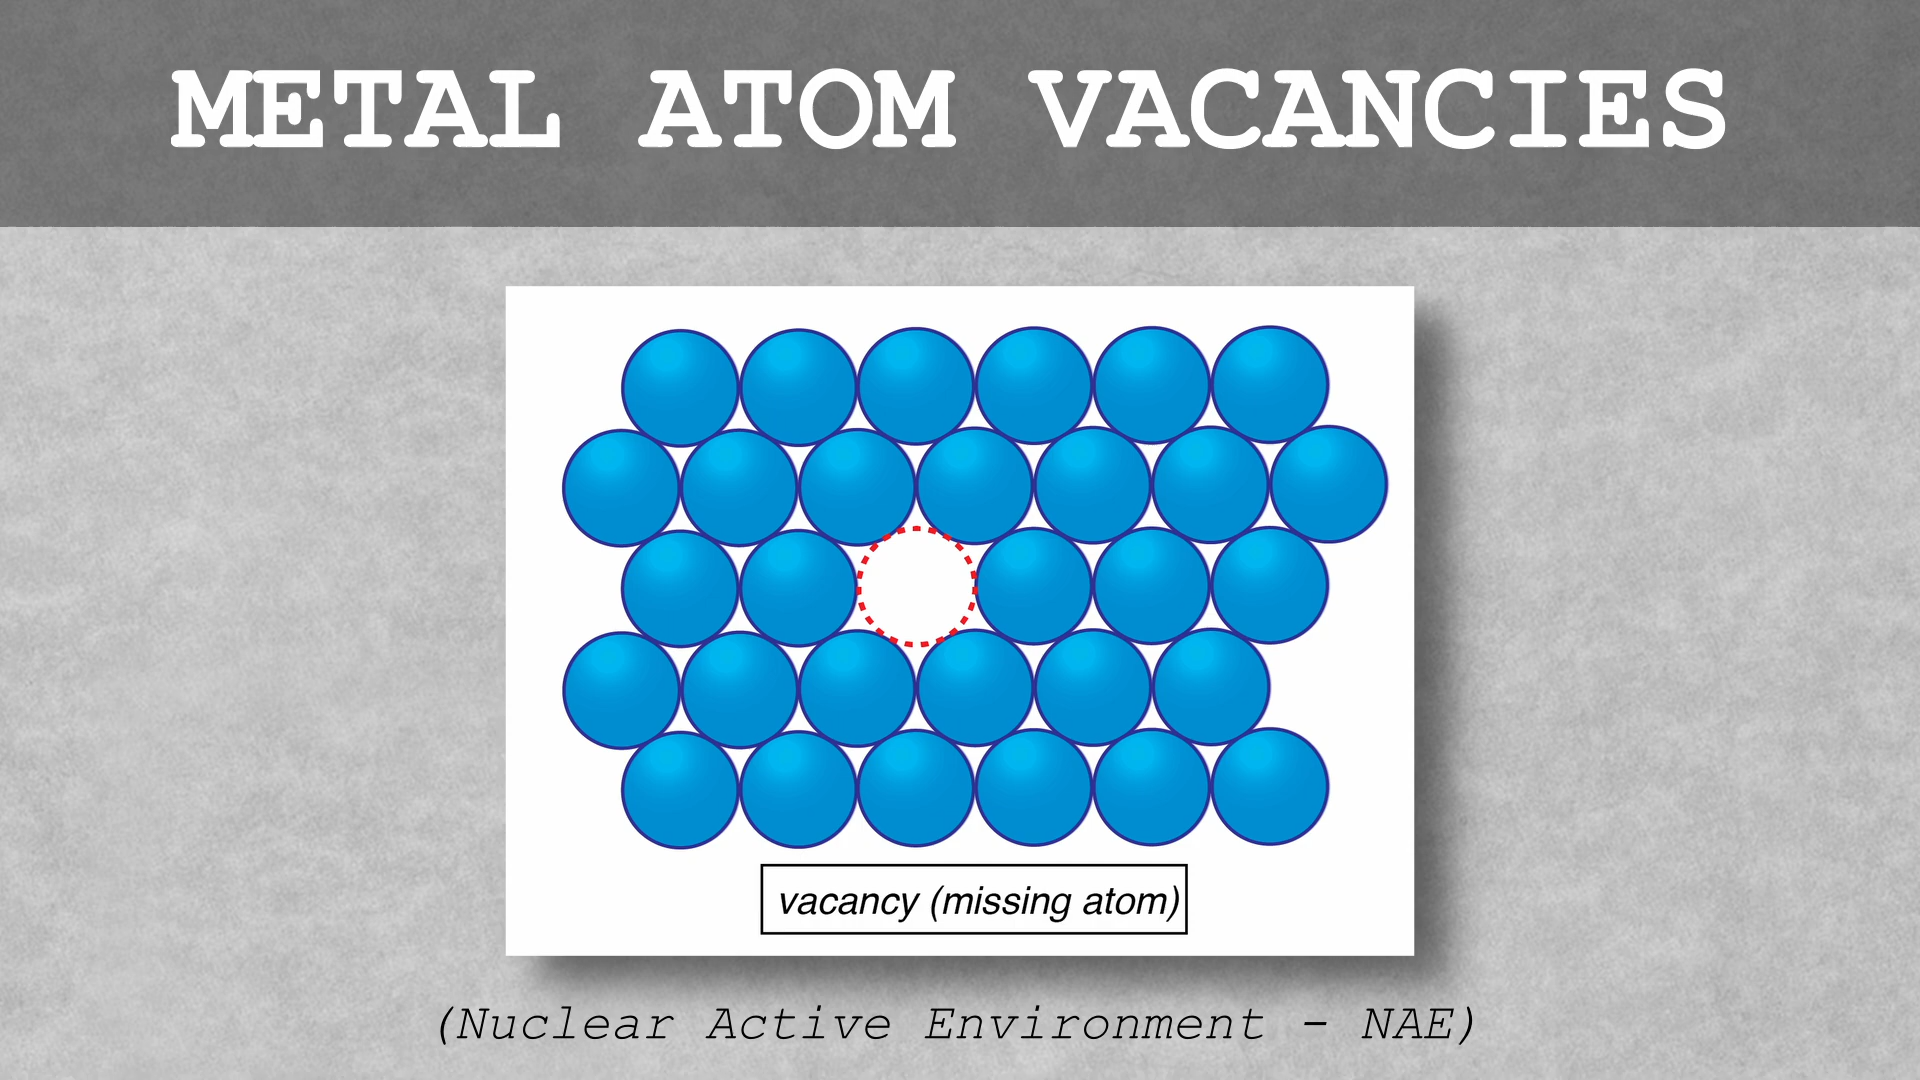 METAL ATOM VACANCIES
vacancy (missing atom)
(Nuclear Active Environment - NAE)